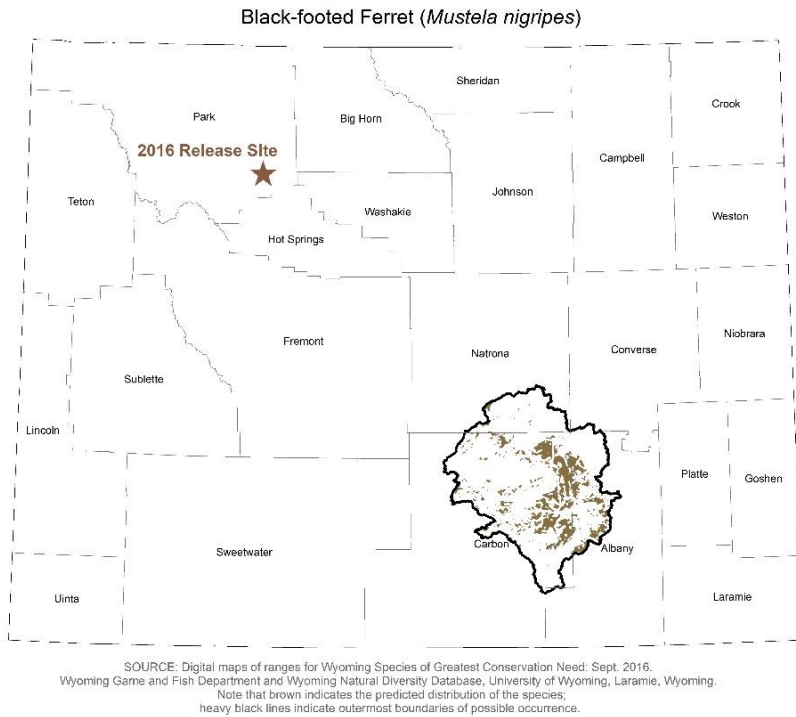 Black-footed Ferret (Mustela nigripes)
Sheridan
Crook
Park
Big Horn
Campbell
2016 Release SIte
Johnson
Teton
Washakie
Weston
Hot Springs
Fremont
Niobrara
Natrona
Converse
Sublette
Lincoln
Platte
Goshen
Carbon
Albany
Sweetwater
Uinta
Laramie
SOURCE: Digital maps of ranges for Wyoming Species of Greatest Conservation Need: Sept. 2016.
Wyoming Game and Fish Department and Wyoming Natural Diversity Database, University of Wyoming, Laramie, Wyoming.
Note that brown indicates the predicted distribution of the species;
heavy black lines indicate outermost boundaries of possible occurrence.